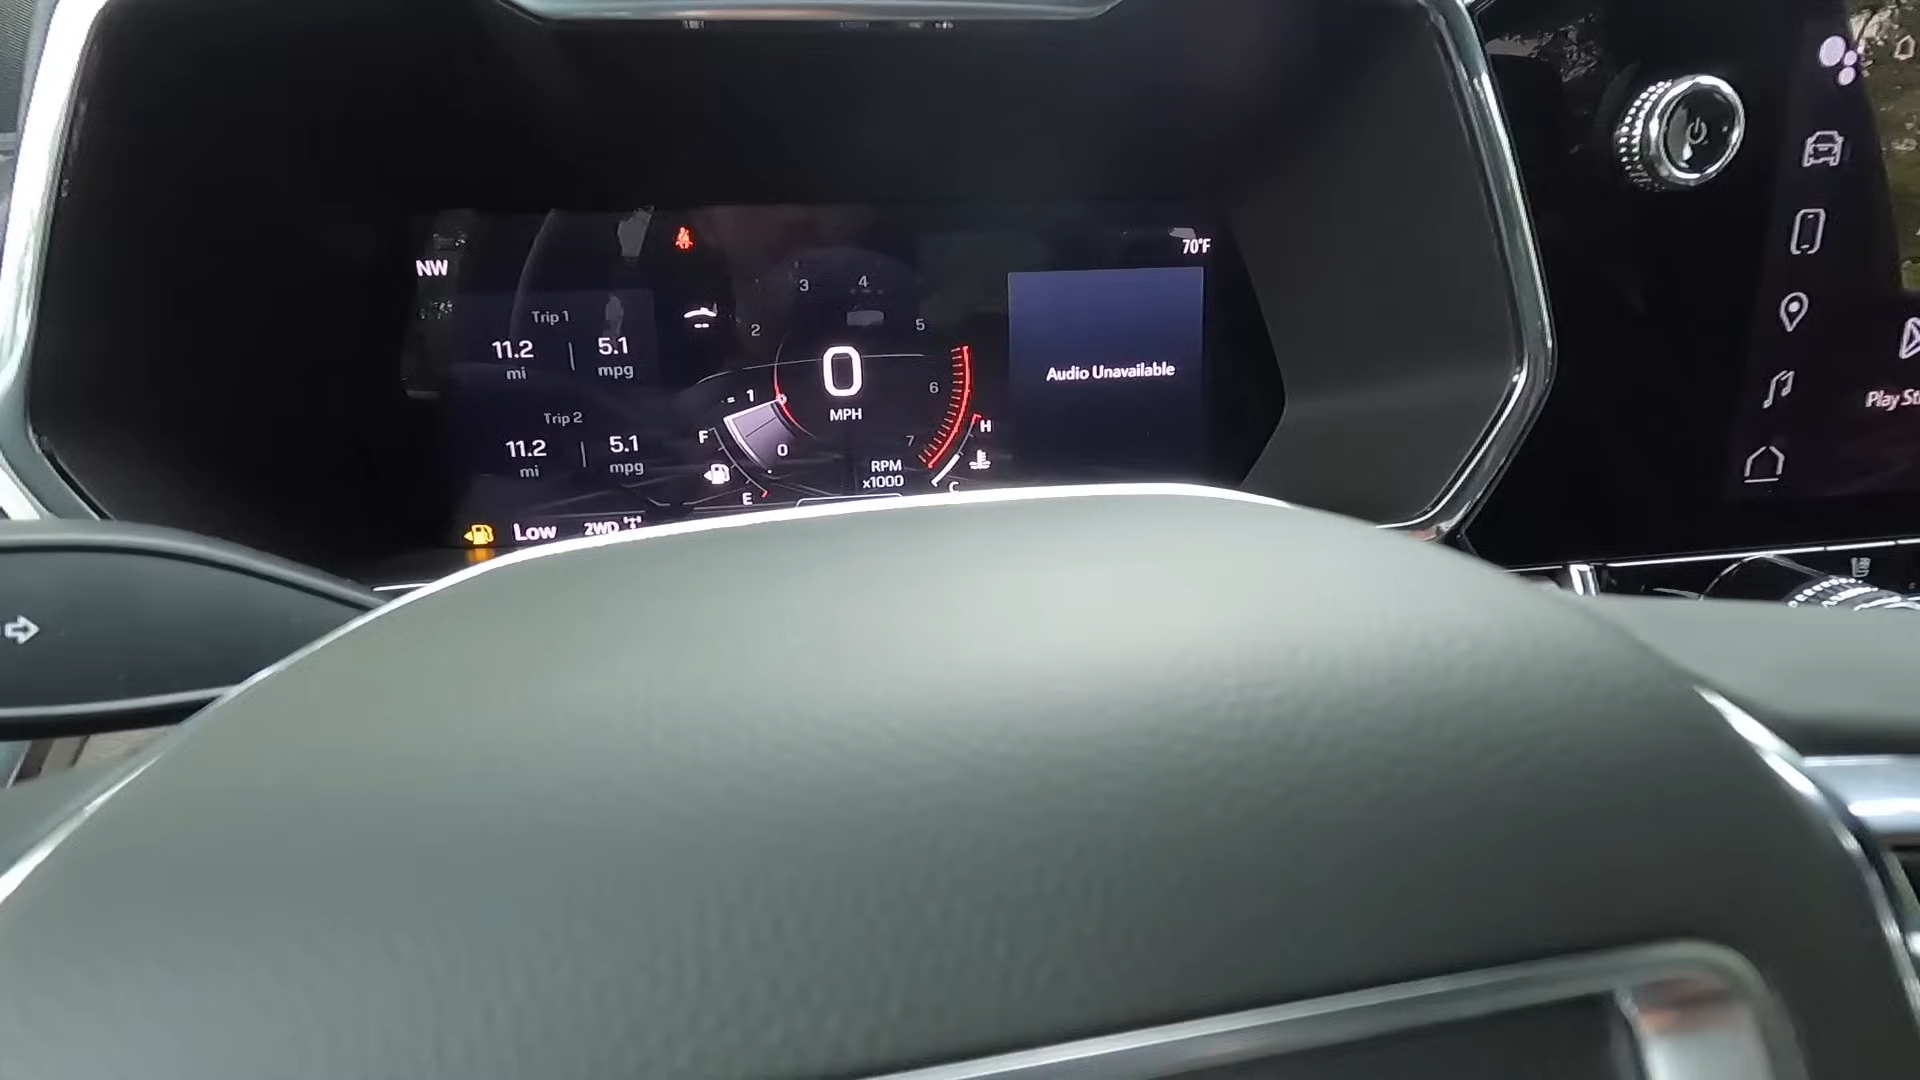 70°F
NW
3 4
Trip 1
2 5
11.2 5.1
mi mpg
0
MPH
Audio Unavailable
6
1
Trip 2
7
F
H
11.2 5.1
mi mpg
0
RPM
x1000
E
C
Low 2WD
Play St